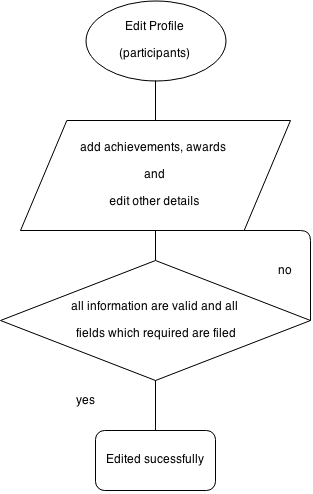 Edit Profile
(participants)
add achievements, awards
and
edit other details
no
all information are valid and all
fields which required are filed
yes
Edited sucessfully